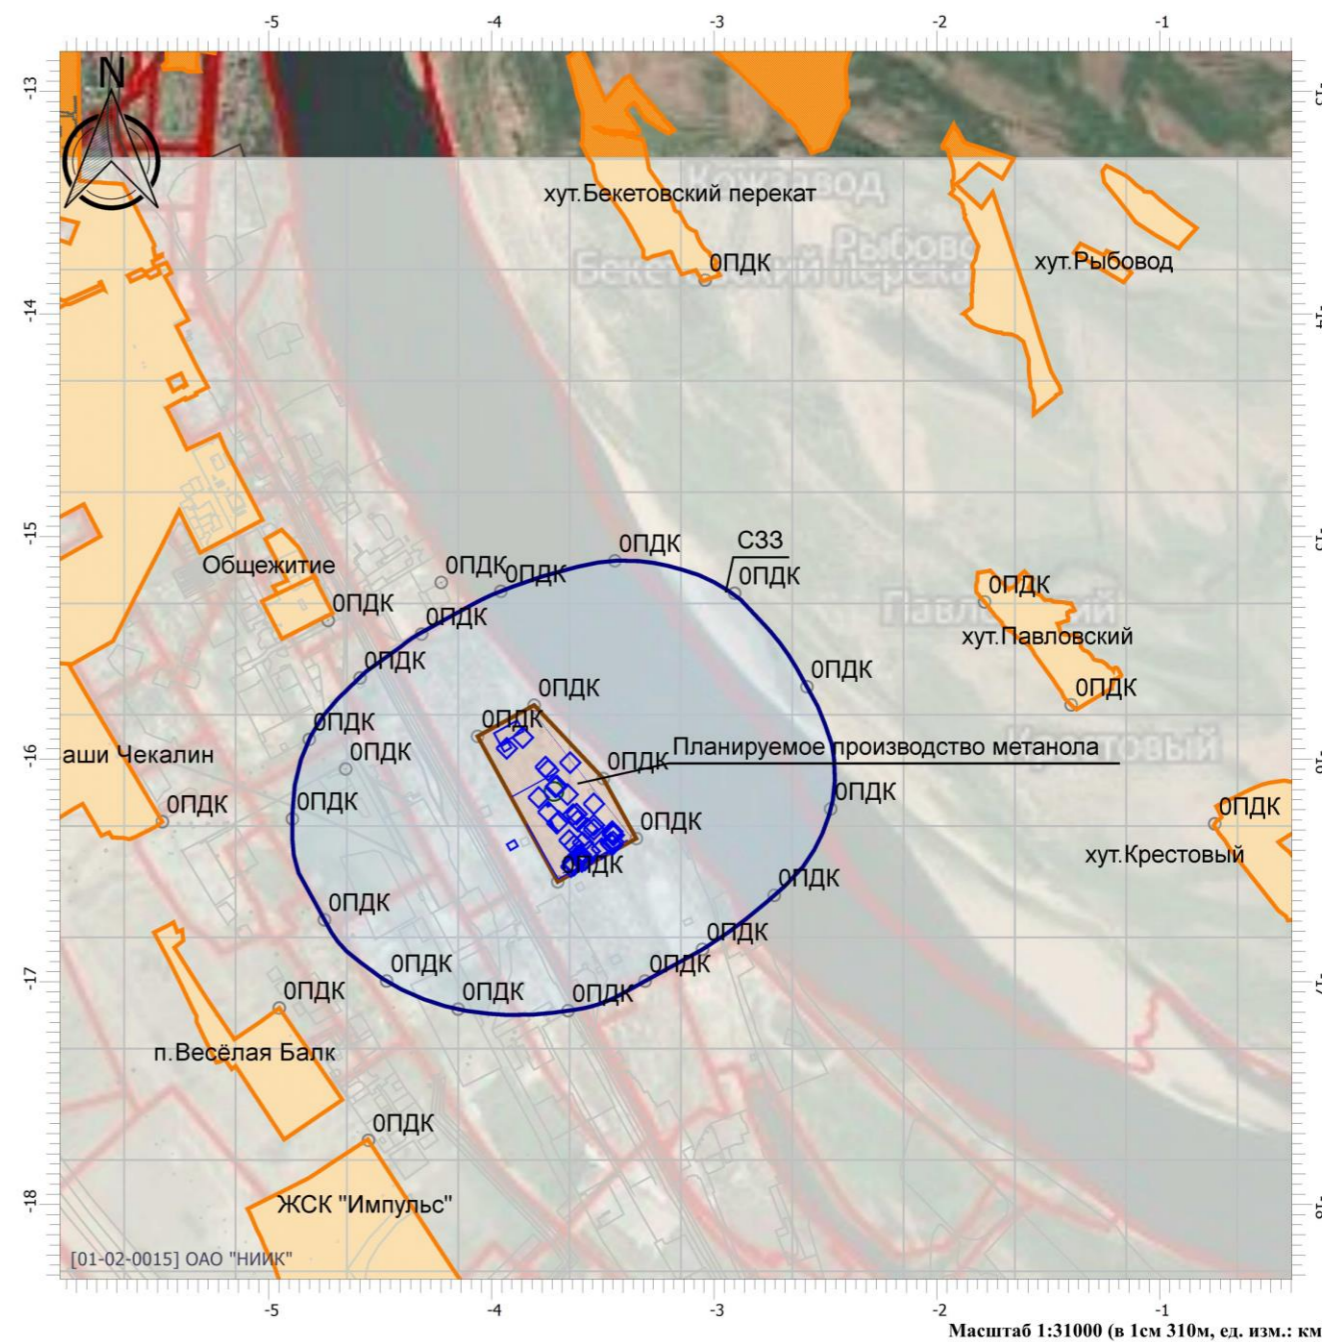 -5 -4 -3 -2 -1
N
-13
хут.Бекетовский перекат
Кожзавод
0ПДК
хут.Рыбовод
-14
-15
0ПДК
СЗЗ
Общежитие
0ПДК
0ПДК
0ПДК
0ПДК
0ПДК
0ПДК
хут.Павловский
0ПДК
0ПДК
0ПДК
0ПДК
0ПДК
0ПДК
0ПДК
-16
аши Чекалин
0ПДК
0ПДК
Планируемое производство метанола
Крестовый
0ПДК
0ПДК
0ПДК
0ПДК
0ПДК
хут.Крестовый
0ПДК
0ПДК
0ПДК
0ПДК
-17
0ПДК
0ПДК
0ПДК
0ПДК
0ПДК
п.Весёлая Балк
0ПДК
-18
ЖСК "Импульс"
[01-02-0015] ОАО "НИИК"
-5 -4 -3 -2 -1
Масштаб 1:31000 (в 1см 310м, ед. изм.: км